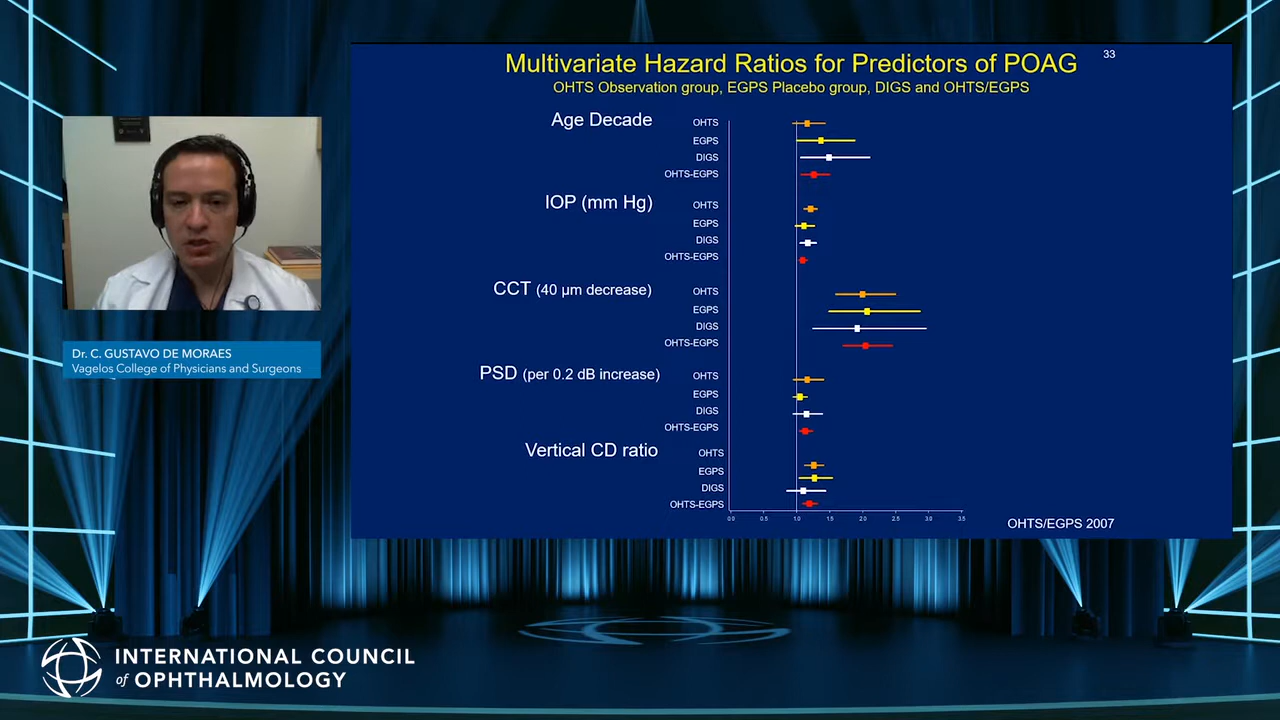 Multivariate Hazard Ratios for Predictors of POAG
33
OHTS Observation group, EGPS Placebo group, DIGS and OHTS/EGPS
Age Decade
OHTS
EGPS
DIGS
OHTS-EGPS
IOP (mm Hg)
OHTS
EGPS
DIGS
OHTS-EGPS
CCT (40 µm decrease)
OHTS
EGPS
DIGS
OHTS-EGPS
PSD (per 0.2 dB increase)
OHTS
EGPS
DIGS
OHTS-EGPS
Vertical CD ratio
OHTS
EGPS
DIGS
OHTS-EGPS
0.0 0.5 1.0 1.5 2.0 2.5 3.0 3.5
OHTS/EGPS 2007
Dr. C. GUSTAVO DE MORAES
Vagelos College of Physicians and Surgeons
INTERNATIONAL COUNCIL
of OPHTHALMOLOGY